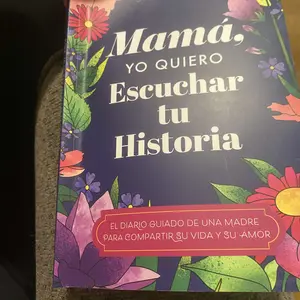 Mamá,
YO QUIERO
Escuchar
tu
Historia
EL DIARIO GUIADO DE UNA MADRE
PARA COMPARTIR SU VIDA Y SU AMOR